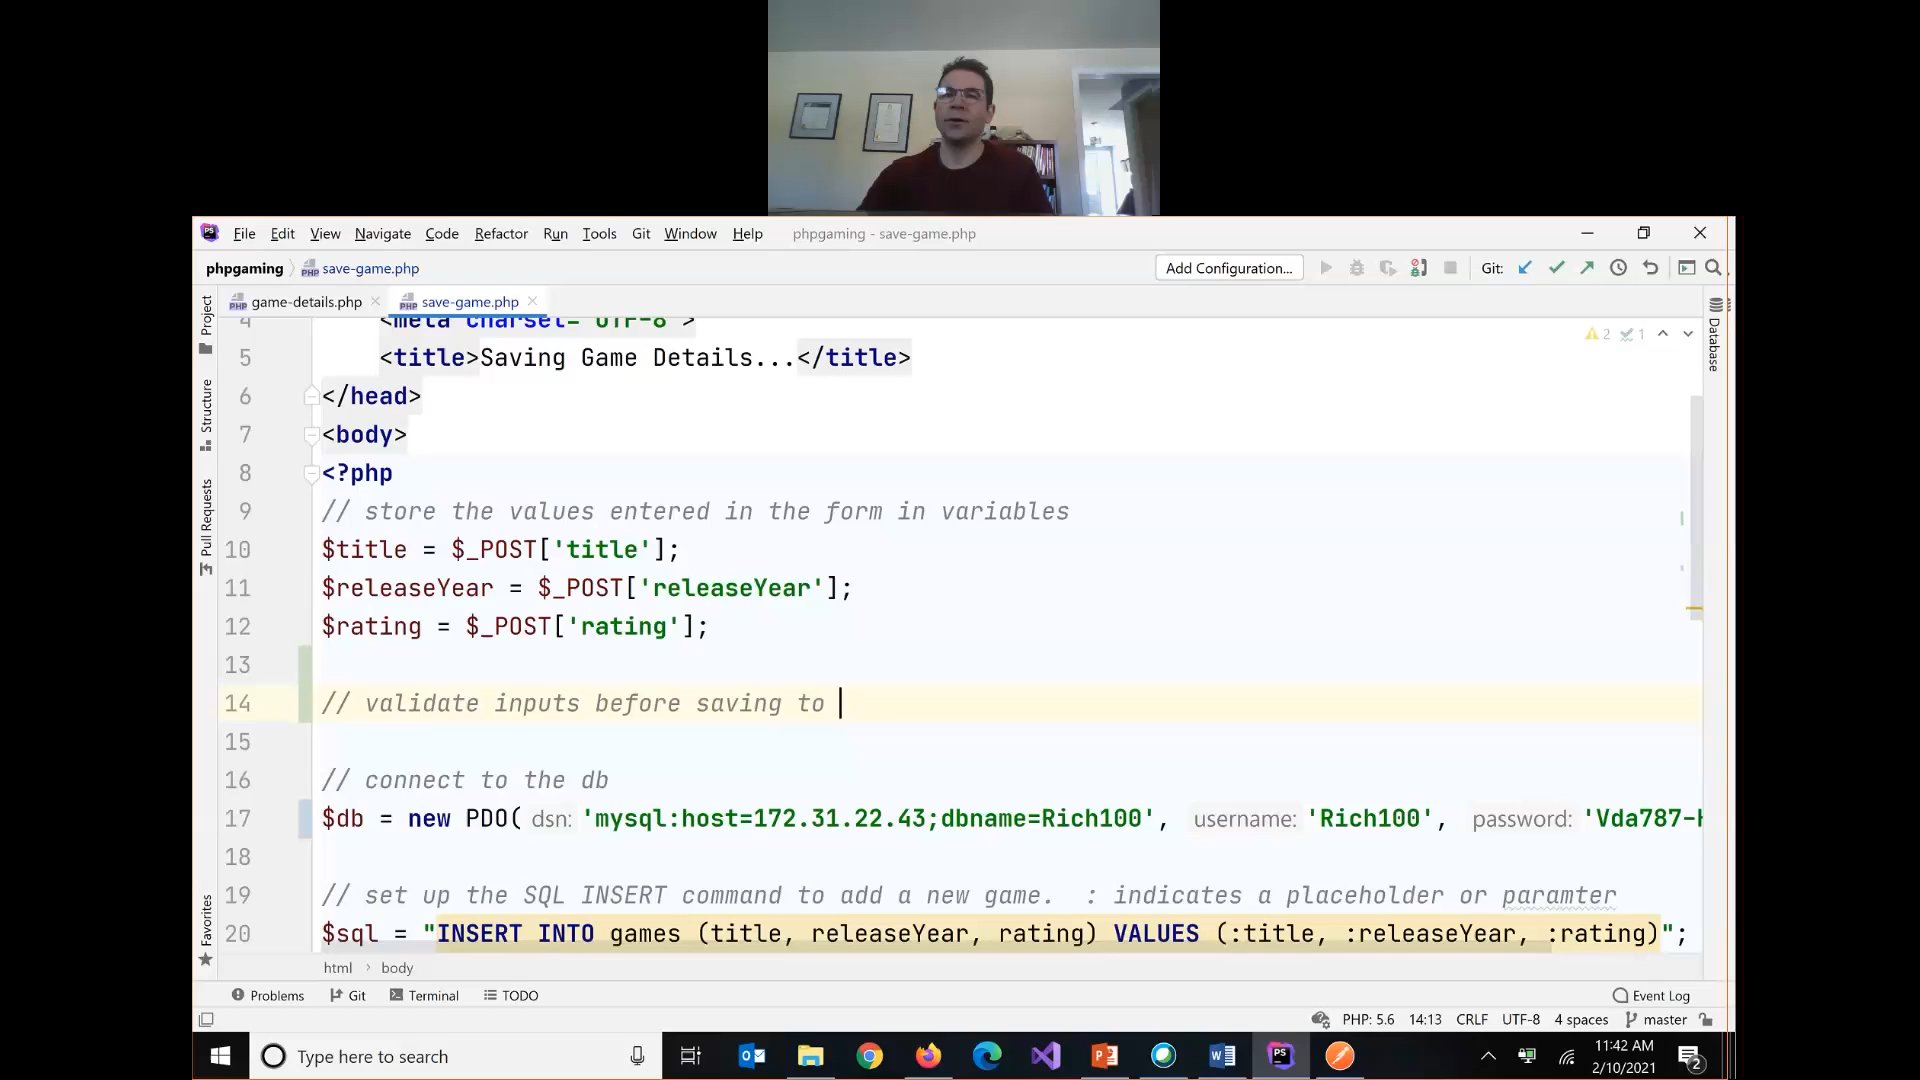 File Edit View Navigate Code Refactor Run Tools Git Window Help phpgaming - save-game.php
phpgaming save-game.php Add Configuration... Git:
game-details.php save-game.php
Project
Structure
Pull Requests
Favorites
Database
2 1
4 <meta charset="UTF-8">
5 <title>Saving Game Details...</title>
6 </head>
7 <body>
8 <?php
9 // store the values entered in the form in variables
10 $title = $_POST['title'];
11 $releaseYear = $_POST['releaseYear'];
12 $rating = $_POST['rating'];
13
14 // validate inputs before saving to
15
16 // connect to the db
17 $db = new PDO( dsn: 'mysql:host=172.31.22.43;dbname=Rich100', username: 'Rich100', password: 'Vda787-
18
19 // set up the SQL INSERT command to add a new game. : indicates a placeholder or paramter
20 $sql = "INSERT INTO games (title, releaseYear, rating) VALUES (:title, :releaseYear, :rating)";
html body
Problems Git Terminal TODO Event Log
PHP: 5.6 14:13 CRLF UTF-8 4 spaces master
Type here to search
11:42 AM
2/10/2021
2